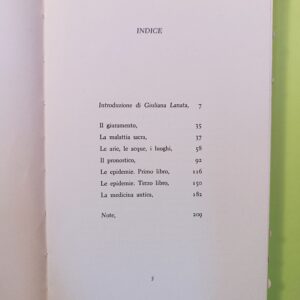 INDICE
Introduzione di Giuliana Lanata, 7
Il giuramento, 35
La malattia sacra, 37
Le arie, le acque, i luoghi, 58
Il pronostico, 92
Le epidemie. Primo libro, 116
Le epidemie. Terzo libro, 150
La medicina antica, 182
Note, 209
5